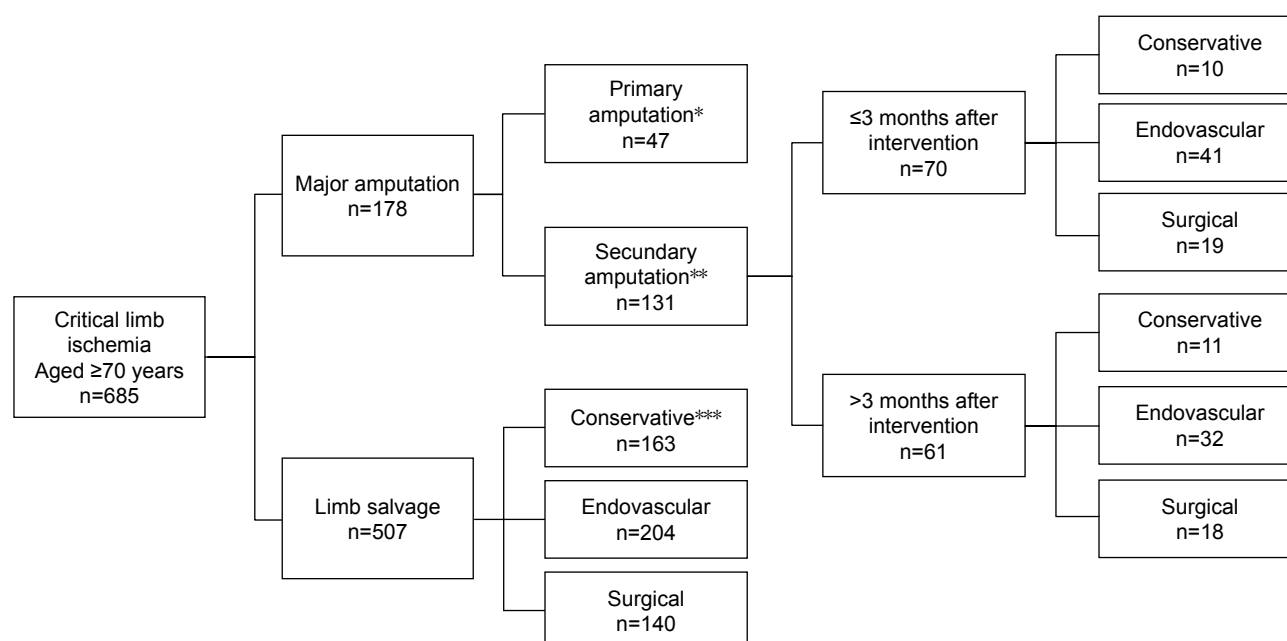 Critical limb
ischemia
Aged ≥70 years
n=685
Major amputation
n=178
Limb salvage
n=507
Primary
amputation*
n=47
Secundary
amputation**
n=131
Conservative***
n=163
Endovascular
n=204
Surgical
n=140
≤3 months after
intervention
n=70
>3 months after
intervention
n=61
Conservative
n=10
Endovascular
n=41
Surgical
n=19
Conservative
n=11
Endovascular
n=32
Surgical
n=18